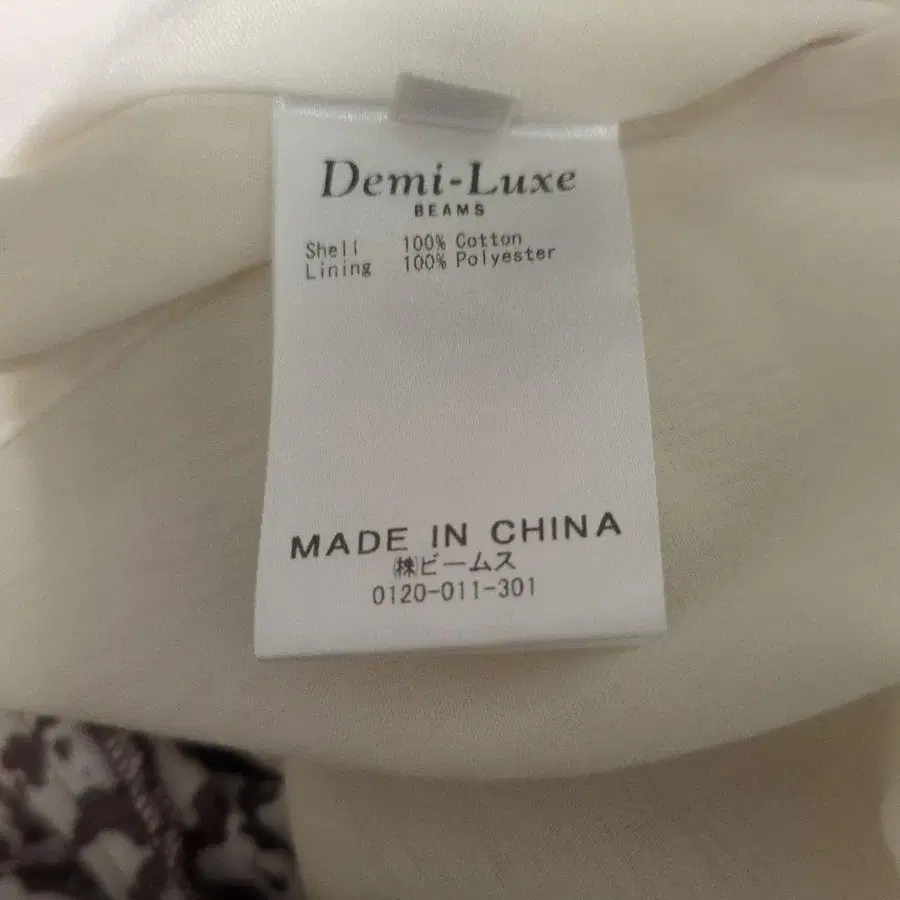 Demi-Luxe
BEAMS
Shell 100% Cotton
Lining 100% Polyester
MADE IN CHINA
㈱ビームス
0120-011-301